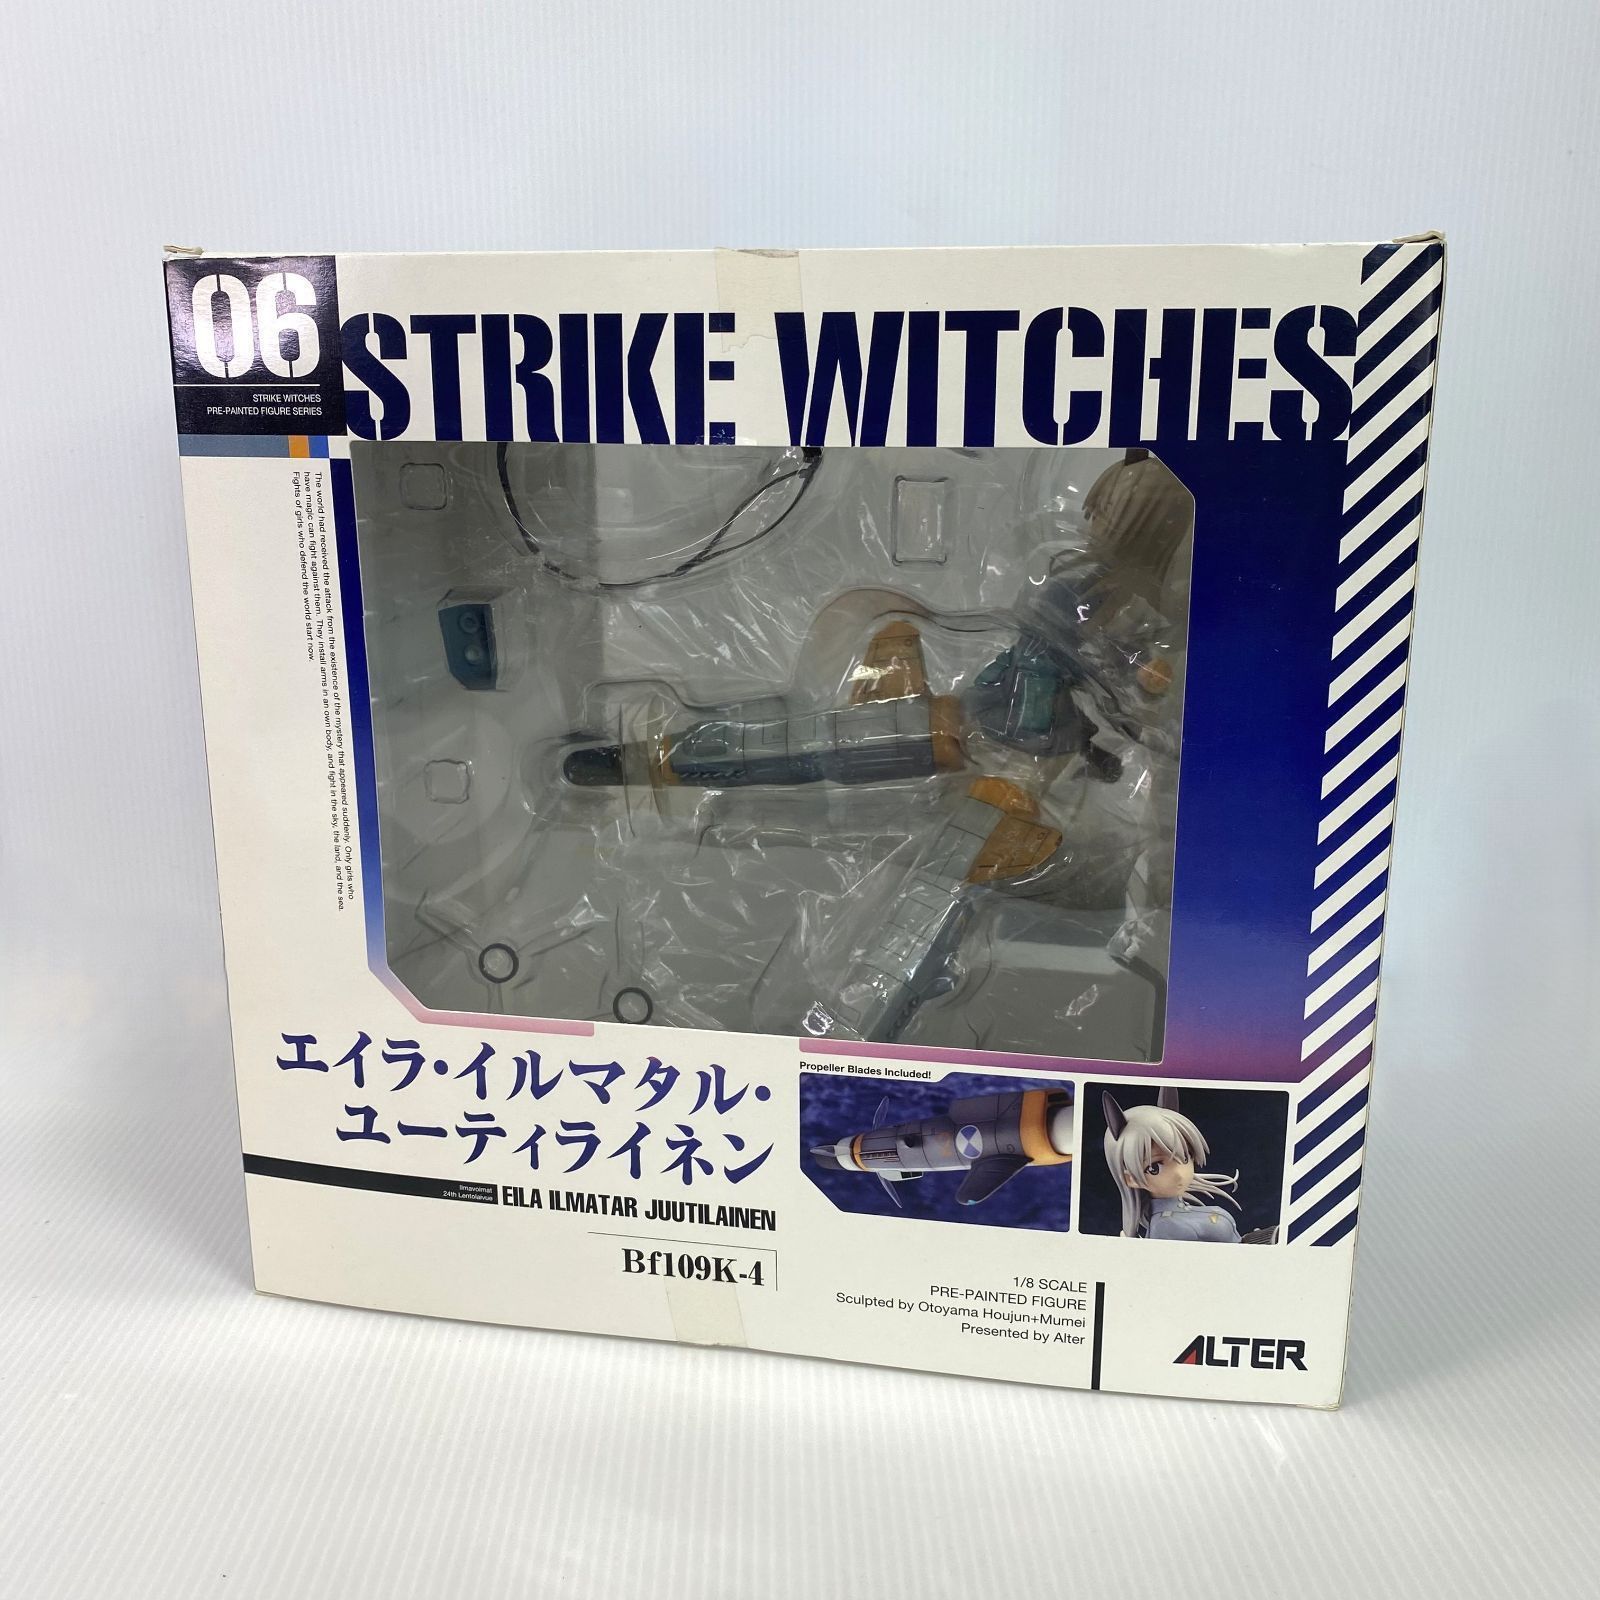 06
STRIKE WITCHES
PRE-PAINTED FIGURE SERIES
STRIKE WITCHES
The world had received the attack from the existence of the mystery that appeared suddenly. Only girls who
have magic can fight against them. They install arms in an own body, and fight in the sky, the land, and the sea.
Fights of girls who defend the world start now.
エイラ・イルマタル・
ユーティライネン
Ilmavoimat
24th Lentolaivue
EILA ILMATAR JUUTILAINEN
Bf109K-4
Propeller Blades Included!
1/8 SCALE
PRE-PAINTED FIGURE
Sculpted by Otoyama Houjun+Mumei
Presented by Alter
ALTER